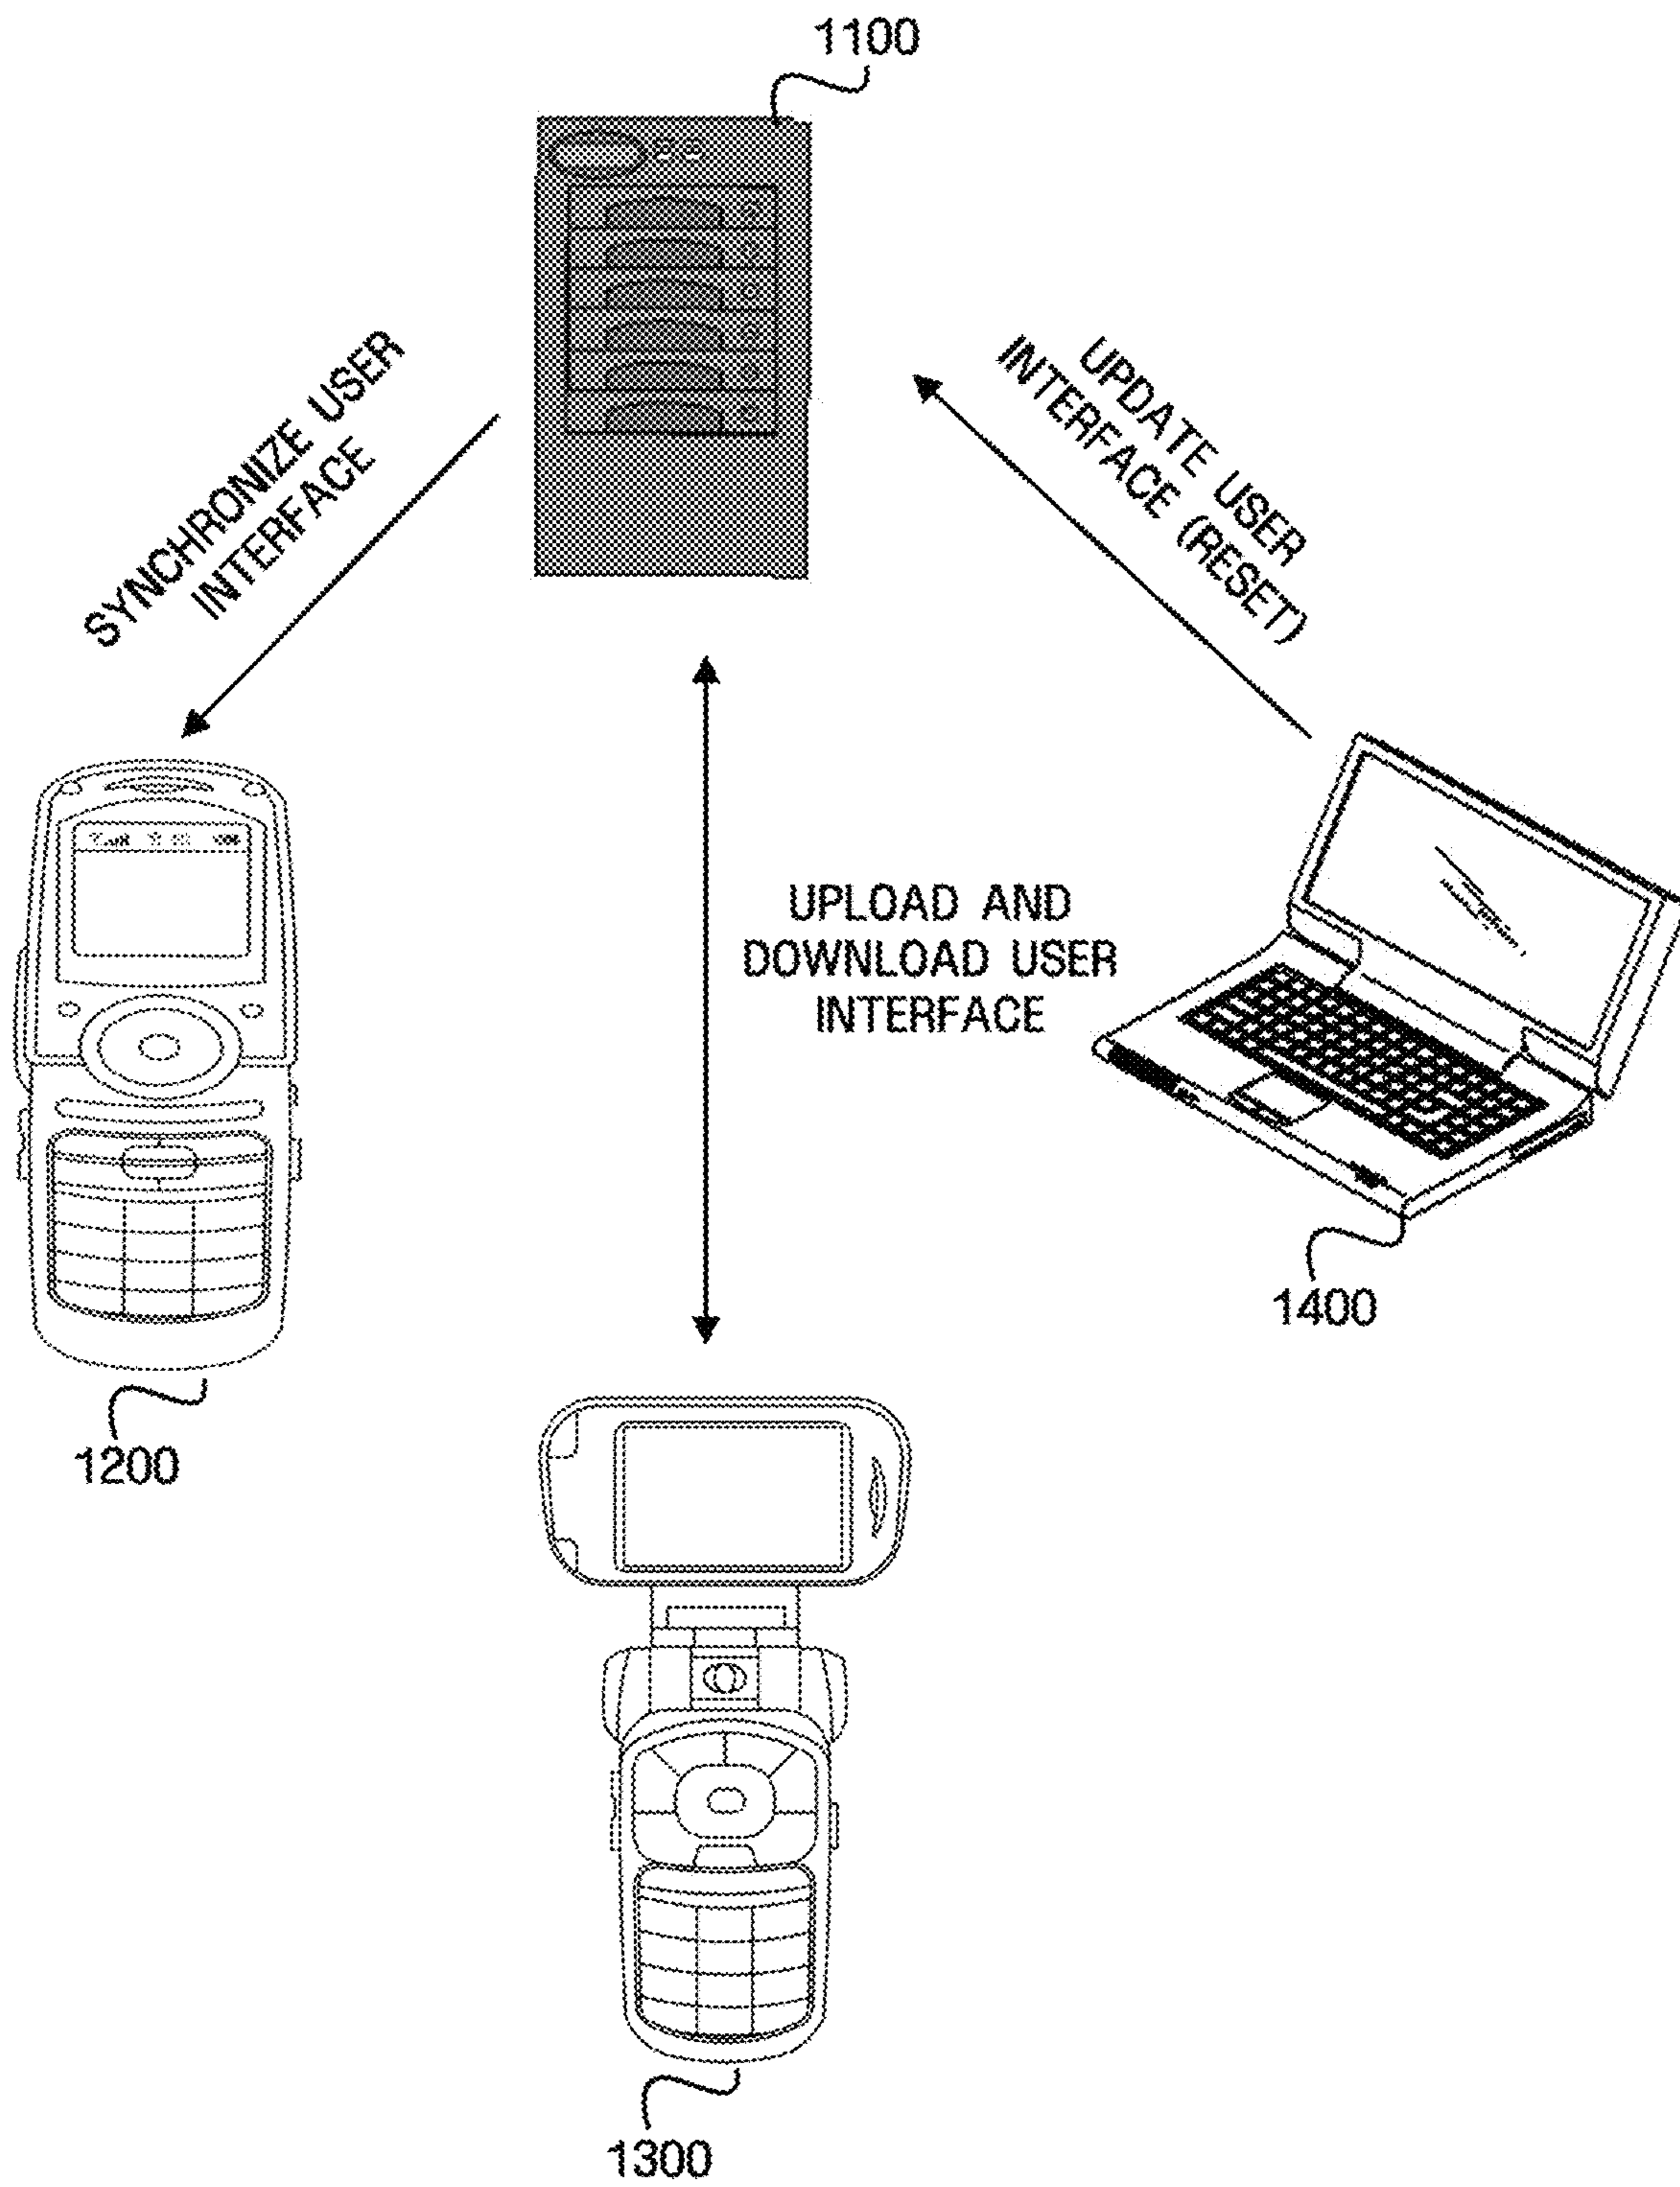 1100
SYNCHRONIZE USER
INTERFACE
UPDATE USER
INTERFACE (RESET)
UPLOAD AND
DOWNLOAD USER
INTERFACE
1400
1200
1300